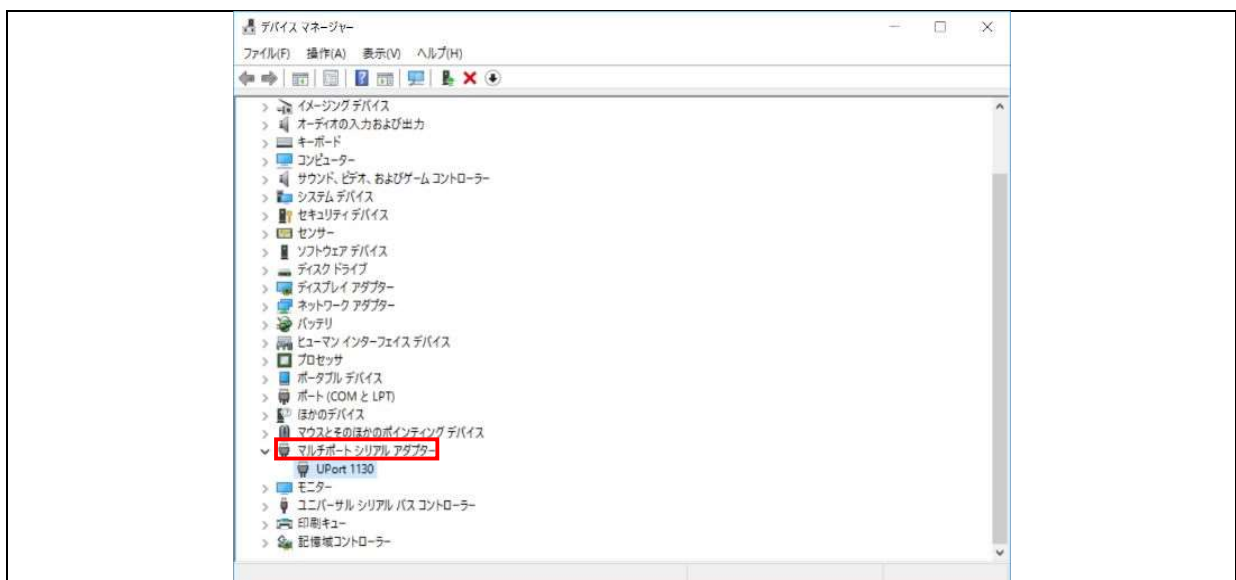 デバイス マネージャー
ファイル(F) 操作(A) 表示(V) ヘルプ(H)
イメージング デバイス
オーディオの入力および出力
キーボード
コンピューター
サウンド、ビデオ、およびゲーム コントローラー
システム デバイス
セキュリティ デバイス
センサー
ソフトウェア デバイス
ディスク ドライブ
ディスプレイ アダプター
ネットワーク アダプター
バッテリ
ヒューマン インターフェイス デバイス
プロセッサ
ポータブル デバイス
ポート (COM と LPT)
ほかのデバイス
マウスとそのほかのポインティング デバイス
マルチポート シリアル アダプター
UPort 1130
モニター
ユニバーサル シリアル バス コントローラー
印刷キュー
記憶域コントローラー